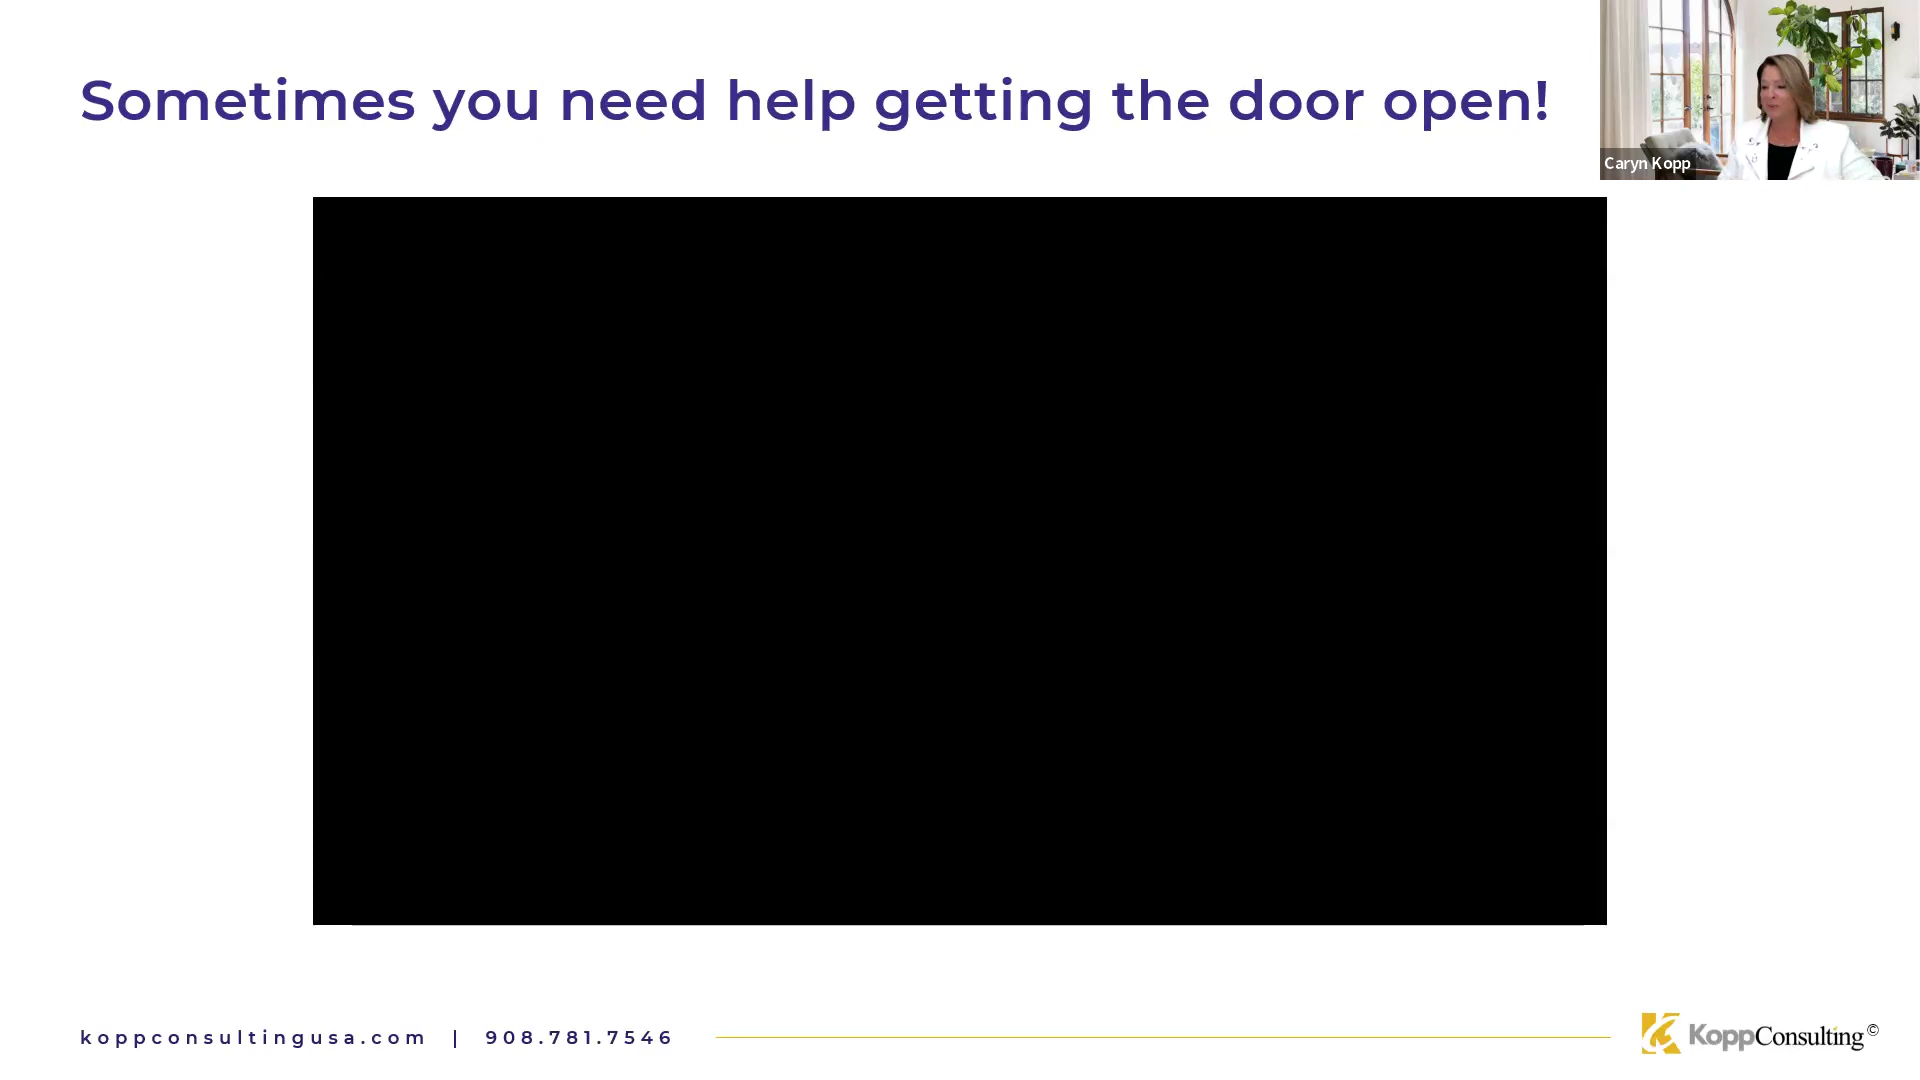 Sometimes you need help getting the door open!
Caryn Kopp
koppconsultingusa.com | 908.781.7546
KoppConsulting©